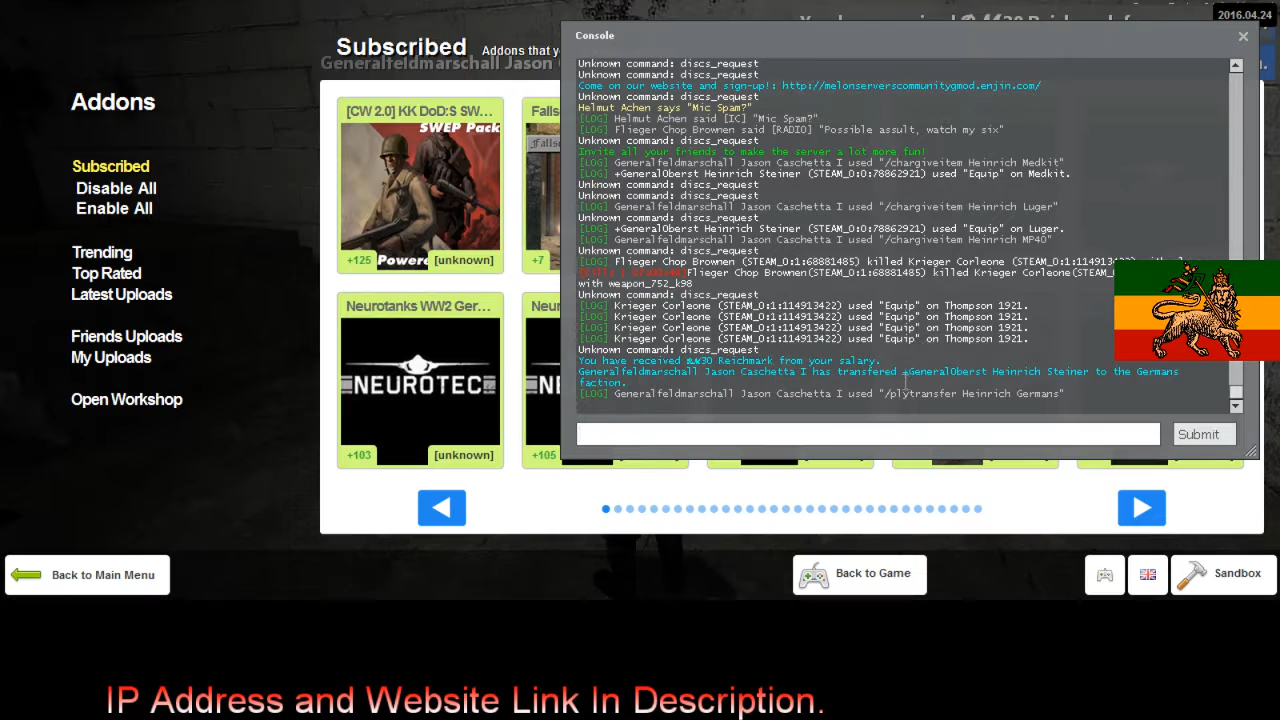 2016.04.24
Subscribed
Addons that yo
Generalfeldmarschall Jason C
Addons
Subscribed
Disable All
Enable All
Trending
Top Rated
Latest Uploads
Friends Uploads
My Uploads
Open Workshop
[CW 2.0] KK DoD:S SW...
SWEP Pack
Powere
+125
[unknown]
Falls
+7
Neurotanks WW2 Ger...
NEUROTEC
+103
[unknown]
Neu
NEU
+105
Console
Unknown command: discs_request
Unknown command: discs_request
Come on our website and sign-up!: http://melonserverscommunitygmod.enjin.com/
Unknown command: discs_request
Helmut Achen says "Mic Spam?"
[LOG] Helmut Achen said [IC] "Mic Spam?"
[LOG] Flieger Chop Brownen said [RADIO] "Possible assult, watch my six"
Unknown command: discs_request
Invite all your friends to make the server a lot more fun!
[LOG] Generalfeldmarschall Jason Caschetta I used "/chargiveitem Heinrich Medkit"
[LOG] +GeneralOberst Heinrich Steiner (STEAM_0:0:78862921) used "Equip" on Medkit.
Unknown command: discs_request
Unknown command: discs_request
[LOG] Generalfeldmarschall Jason Caschetta I used "/chargiveitem Heinrich Luger"
Unknown command: discs_request
[LOG] +GeneralOberst Heinrich Steiner (STEAM_0:0:78862921) used "Equip" on Luger.
[LOG] Generalfeldmarschall Jason Caschetta I used "/chargiveitem Heinrich MP40"
Unknown command: discs_request
[LOG] Flieger Chop Brownen (STEAM_0:1:68881485) killed Krieger Corleone (STEAM_0:1:114913422)
Flieger Chop Brownen(STEAM_0:1:68881485) killed Krieger Corleone(STEAM_0
with weapon_752_k98
Unknown command: discs_request
[LOG] Krieger Corleone (STEAM_0:1:114913422) used "Equip" on Thompson 1921.
[LOG] Krieger Corleone (STEAM_0:1:114913422) used "Equip" on Thompson 1921.
[LOG] Krieger Corleone (STEAM_0:1:114913422) used "Equip" on Thompson 1921.
[LOG] Krieger Corleone (STEAM_0:1:114913422) used "Equip" on Thompson 1921.
Unknown command: discs_request
You have received 30 Reichmark from your salary.
Generalfeldmarschall Jason Caschetta I has transfered +GeneralOberst Heinrich Steiner to the Germans
faction.
[LOG] Generalfeldmarschall Jason Caschetta I used "/plytransfer Heinrich Germans"
Submit
Back to Main Menu
Back to Game
Sandbox
IP Address and Website Link In Description.